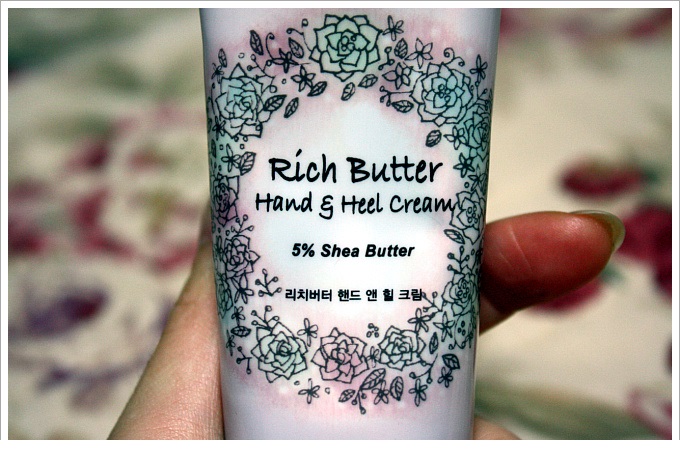 Rich Butter
Hand & Heel Cream
5% Shea Butter
리치버터 핸드 앤 힐 크림